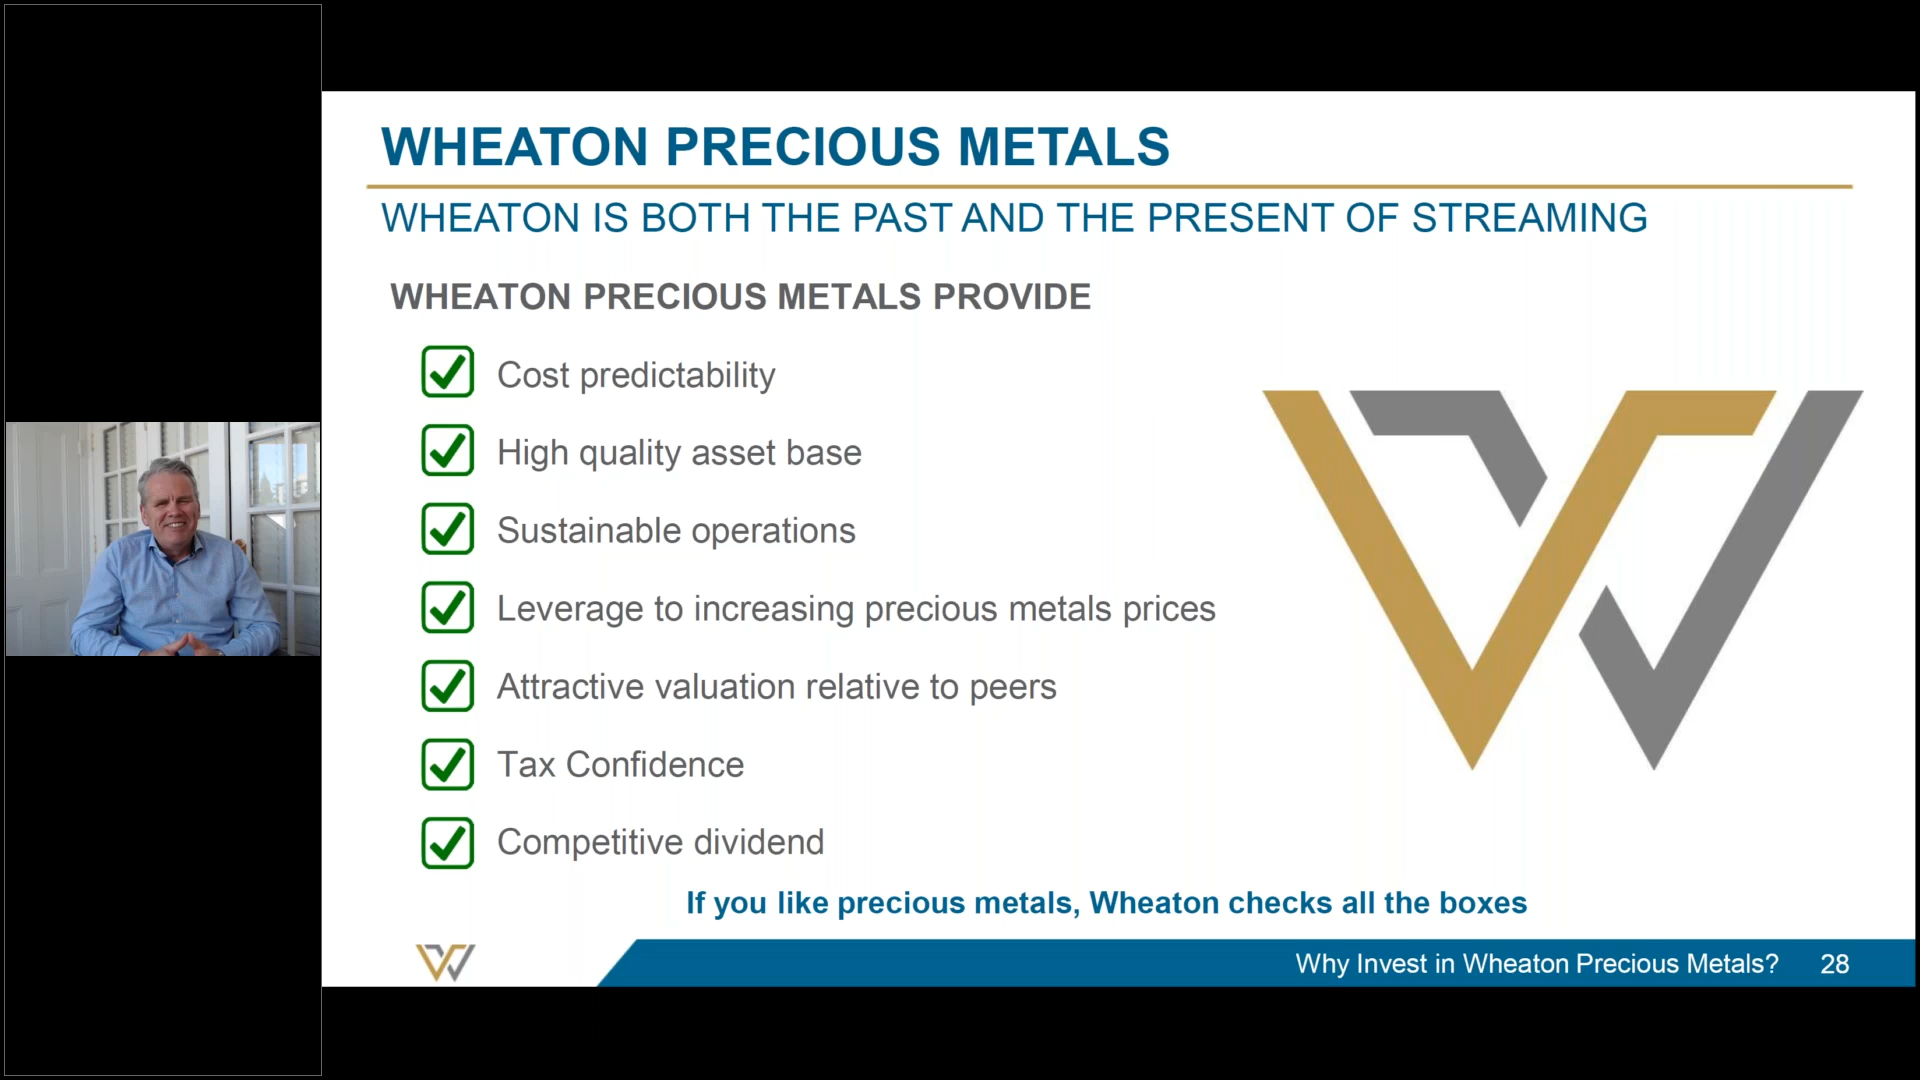 WHEATON PRECIOUS METALS
WHEATON IS BOTH THE PAST AND THE PRESENT OF STREAMING
WHEATON PRECIOUS METALS PROVIDE
Cost predictability
High quality asset base
Sustainable operations
Leverage to increasing precious metals prices
Attractive valuation relative to peers
Tax Confidence
Competitive dividend
If you like precious metals, Wheaton checks all the boxes
Why Invest in Wheaton Precious Metals? 28